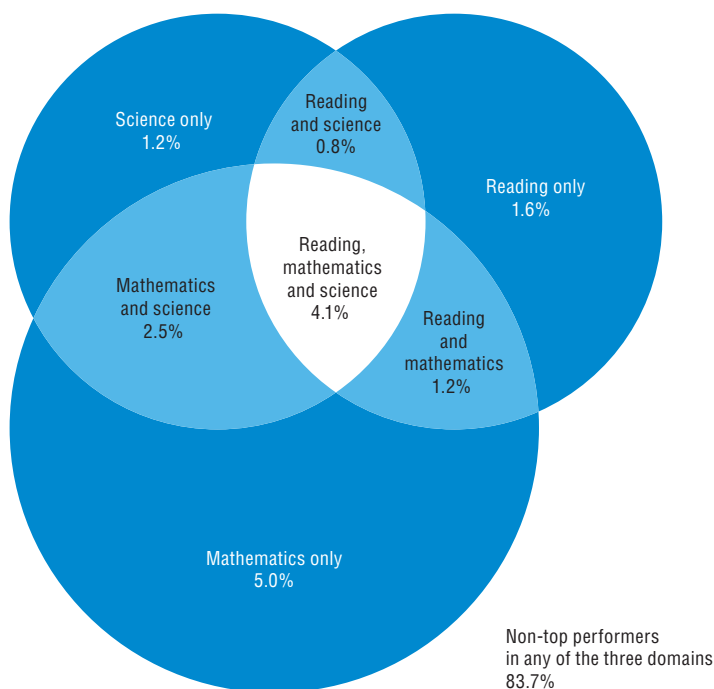 Reading
and science
0.8%
Science only
1.2%
Reading only
1.6%
Reading,
mathematics
and science
4.1%
Mathematics
and science
2.5%
Reading
and
mathematics
1.2%
Mathematics only
5.0%
Non-top performers
in any of the three domains
83.7%